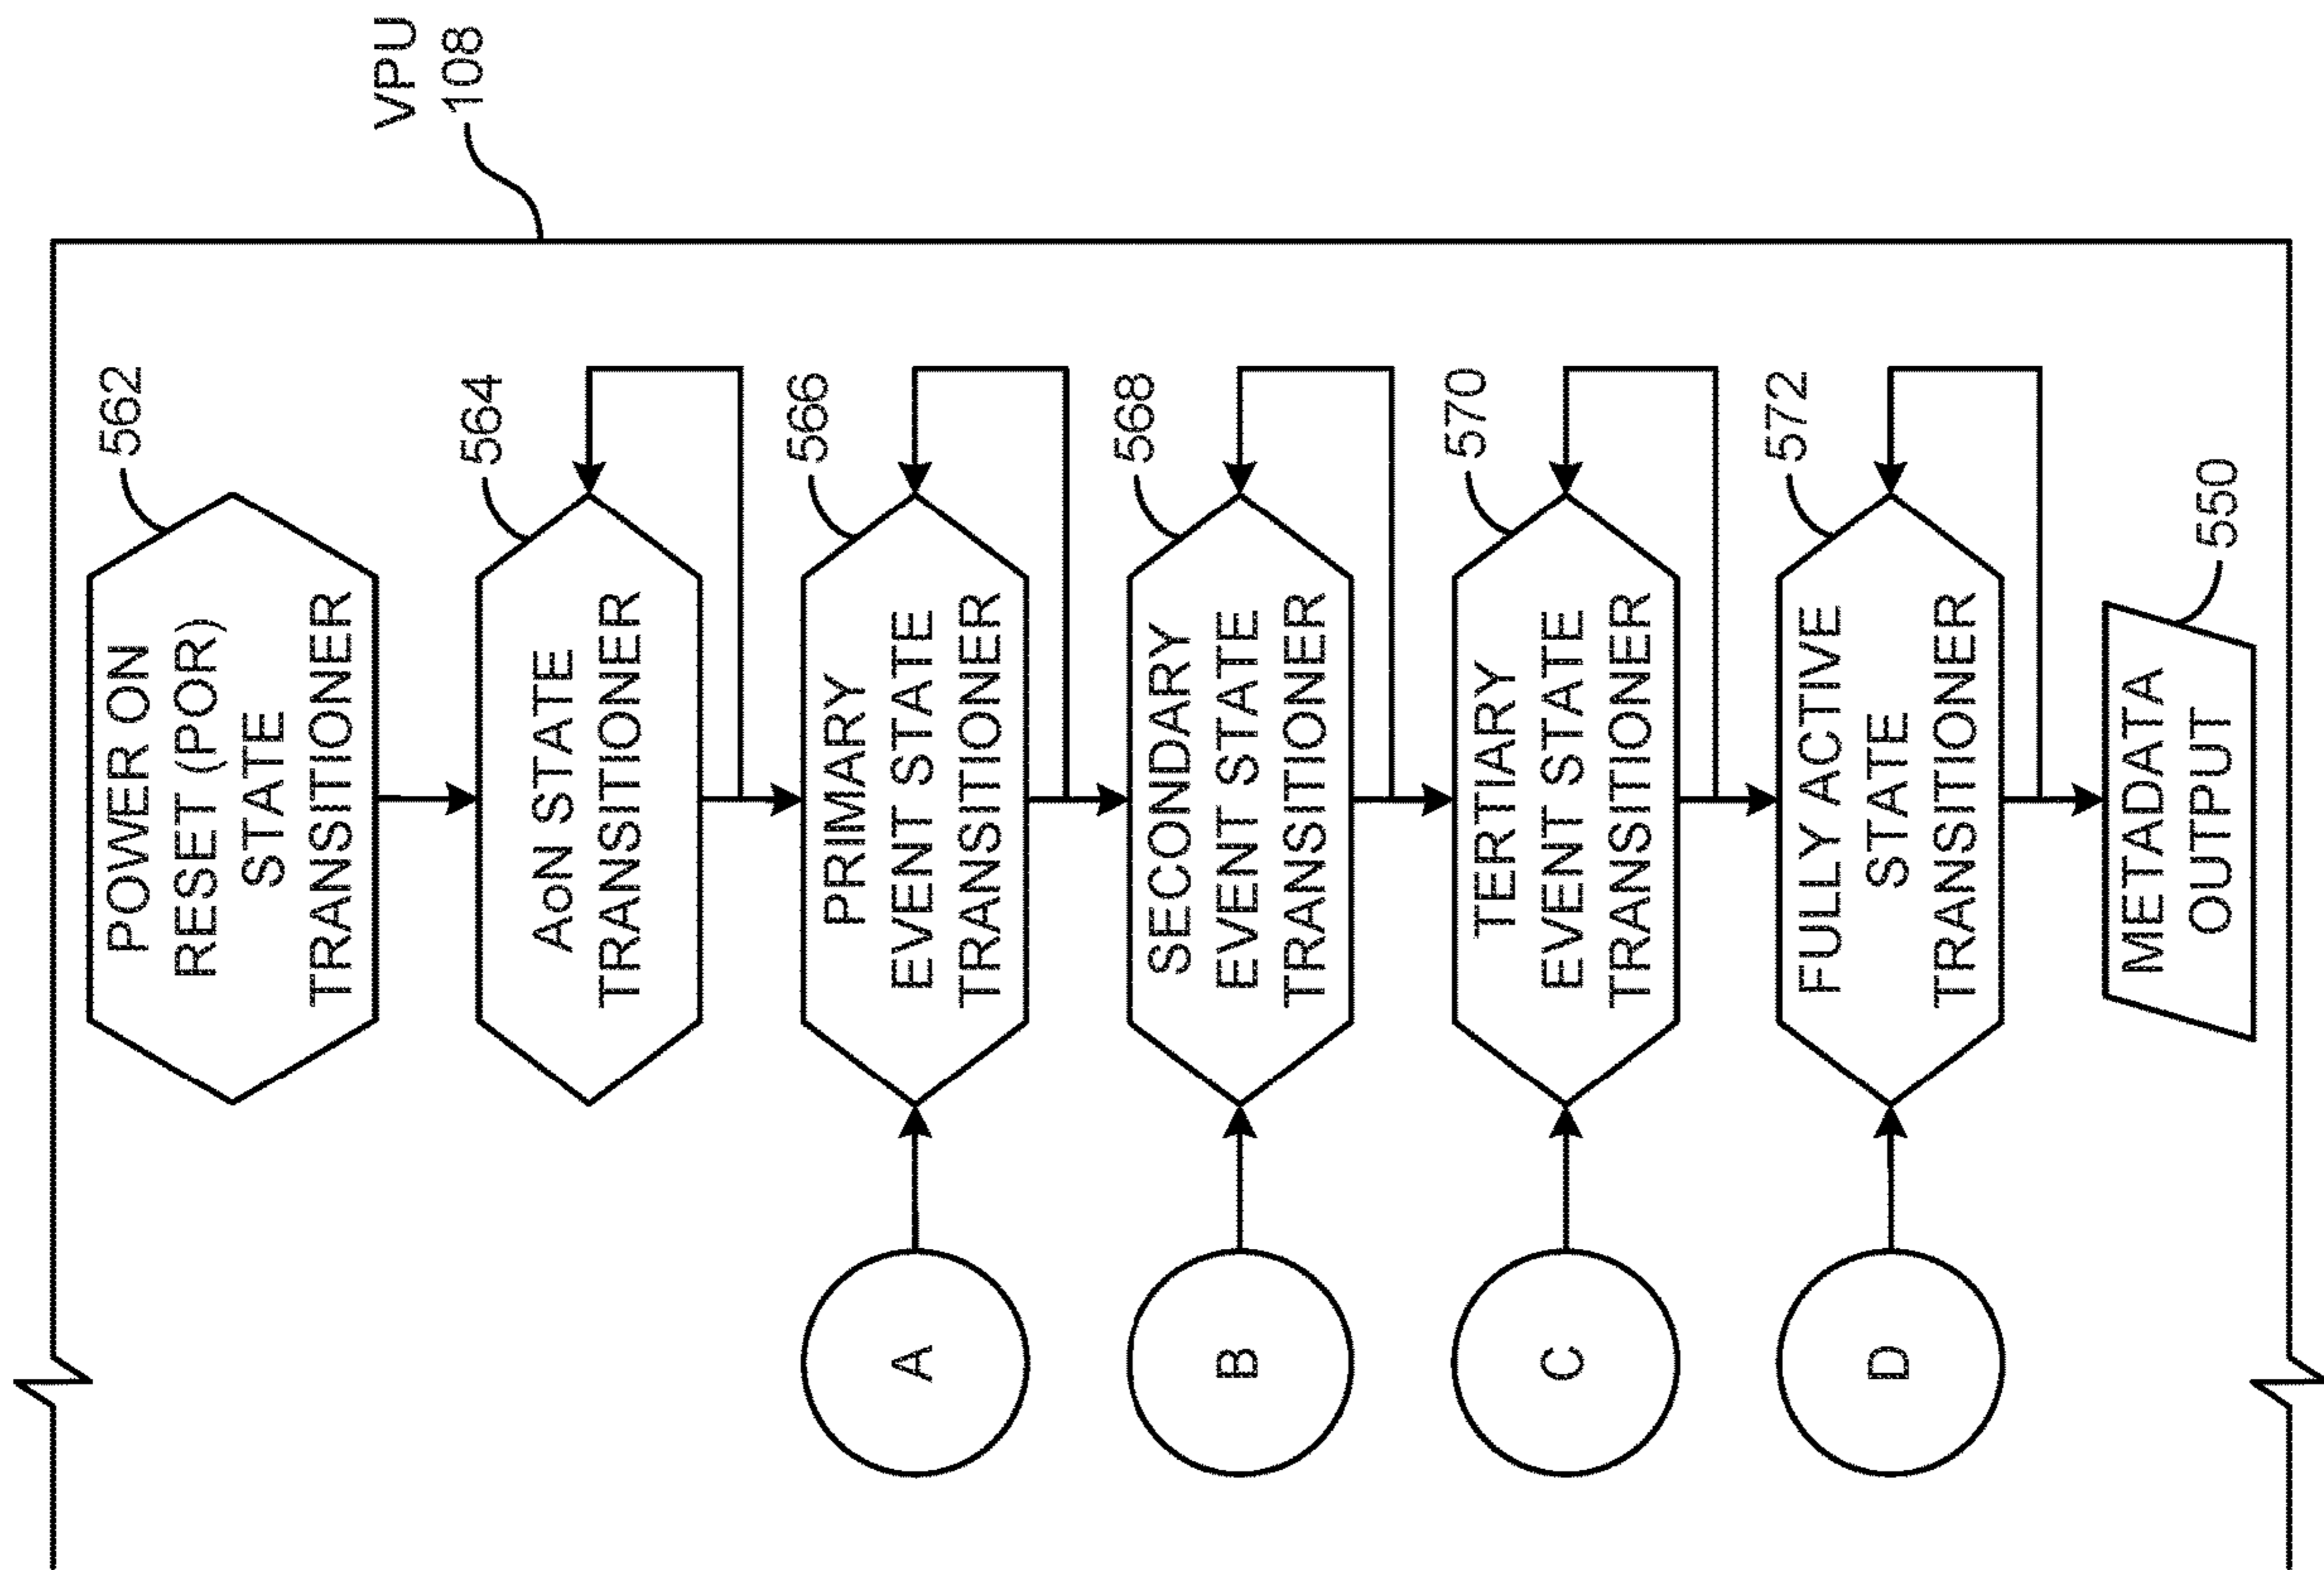 VPU
108
562
POWER ON
RESET (POR)
STATE
TRANSITIONER
564
AoN STATE
TRANSITIONER
566
PRIMARY
EVENT STATE
TRANSITIONER
A
568
SECONDARY
EVENT STATE
TRANSITIONER
B
570
TERTIARY
EVENT STATE
TRANSITIONER
C
572
FULLY ACTIVE
STATE
TRANSITIONER
D
550
METADATA
OUTPUT